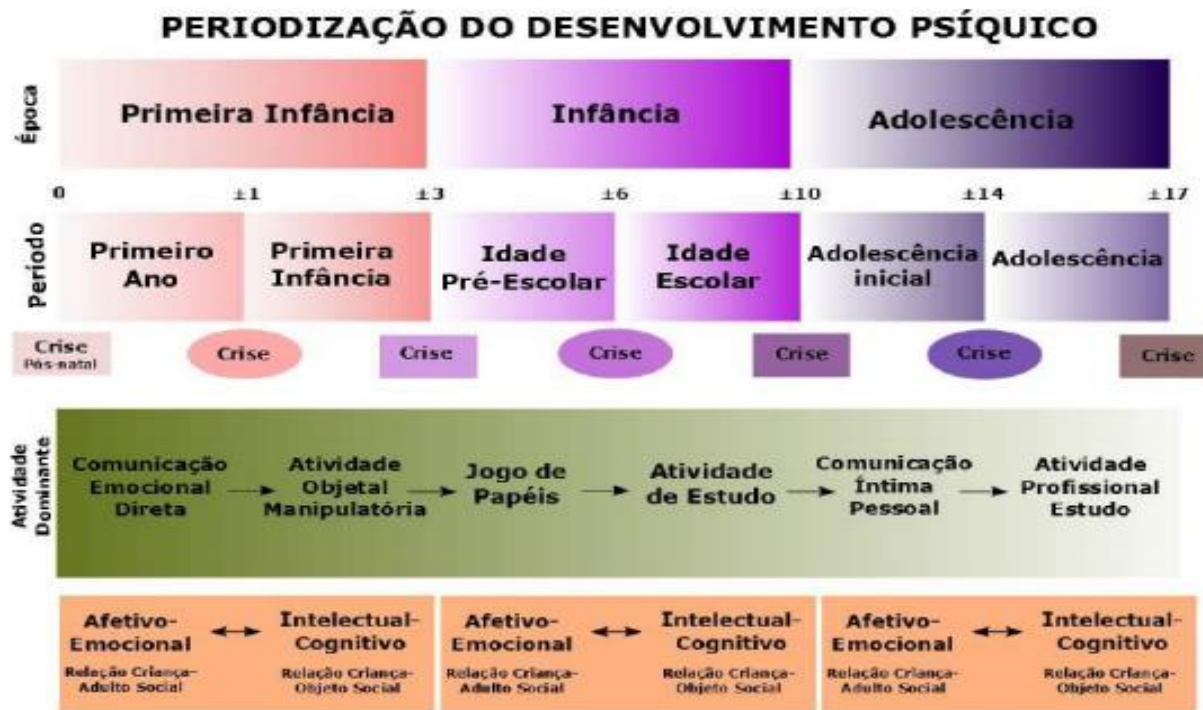 PERIODIZAÇÃO DO DESENVOLVIMENTO PSÍQUICO
Época
Primeira Infância
Infância
Adolescência
0 ±1 ±3 ±6 ±10 ±14 ±17
Período
Primeiro
Ano
Primeira
Infância
Idade
Pré-Escolar
Idade
Escolar
Adolescência
inicial
Adolescência
Crise
Pós-natal
Crise
Crise
Crise
Crise
Crise
Crise
Atividade
Dominante
Comunicação
Emocional
Direta
Atividade
Objetal
Manipulatória
Jogo de
Papéis
Atividade
de Estudo
Comunicação
Íntima
Pessoal
Atividade
Profissional
Estudo
Afetivo-
Emocional
Relação Criança-
Adulto Social
Intelectual-
Cognitivo
Relação Criança-
Objeto Social
Afetivo-
Emocional
Relação Criança-
Adulto Social
Intelectual-
Cognitivo
Relação Criança-
Objeto Social
Afetivo-
Emocional
Relação Criança-
Adulto Social
Intelectual-
Cognitivo
Relação Criança-
Objeto Social